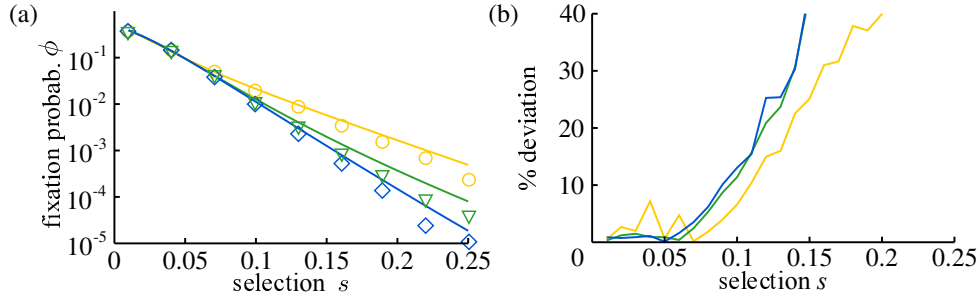 (a)
fixation probab. ϕ
10⁻¹
10⁻²
10⁻³
10⁻⁴
10⁻⁵
0 0.05 0.1 0.15 0.2 0.25
selection s
(b)
% deviation
40
30
20
10
0
0 0.05 0.1 0.15 0.2 0.25
selection s